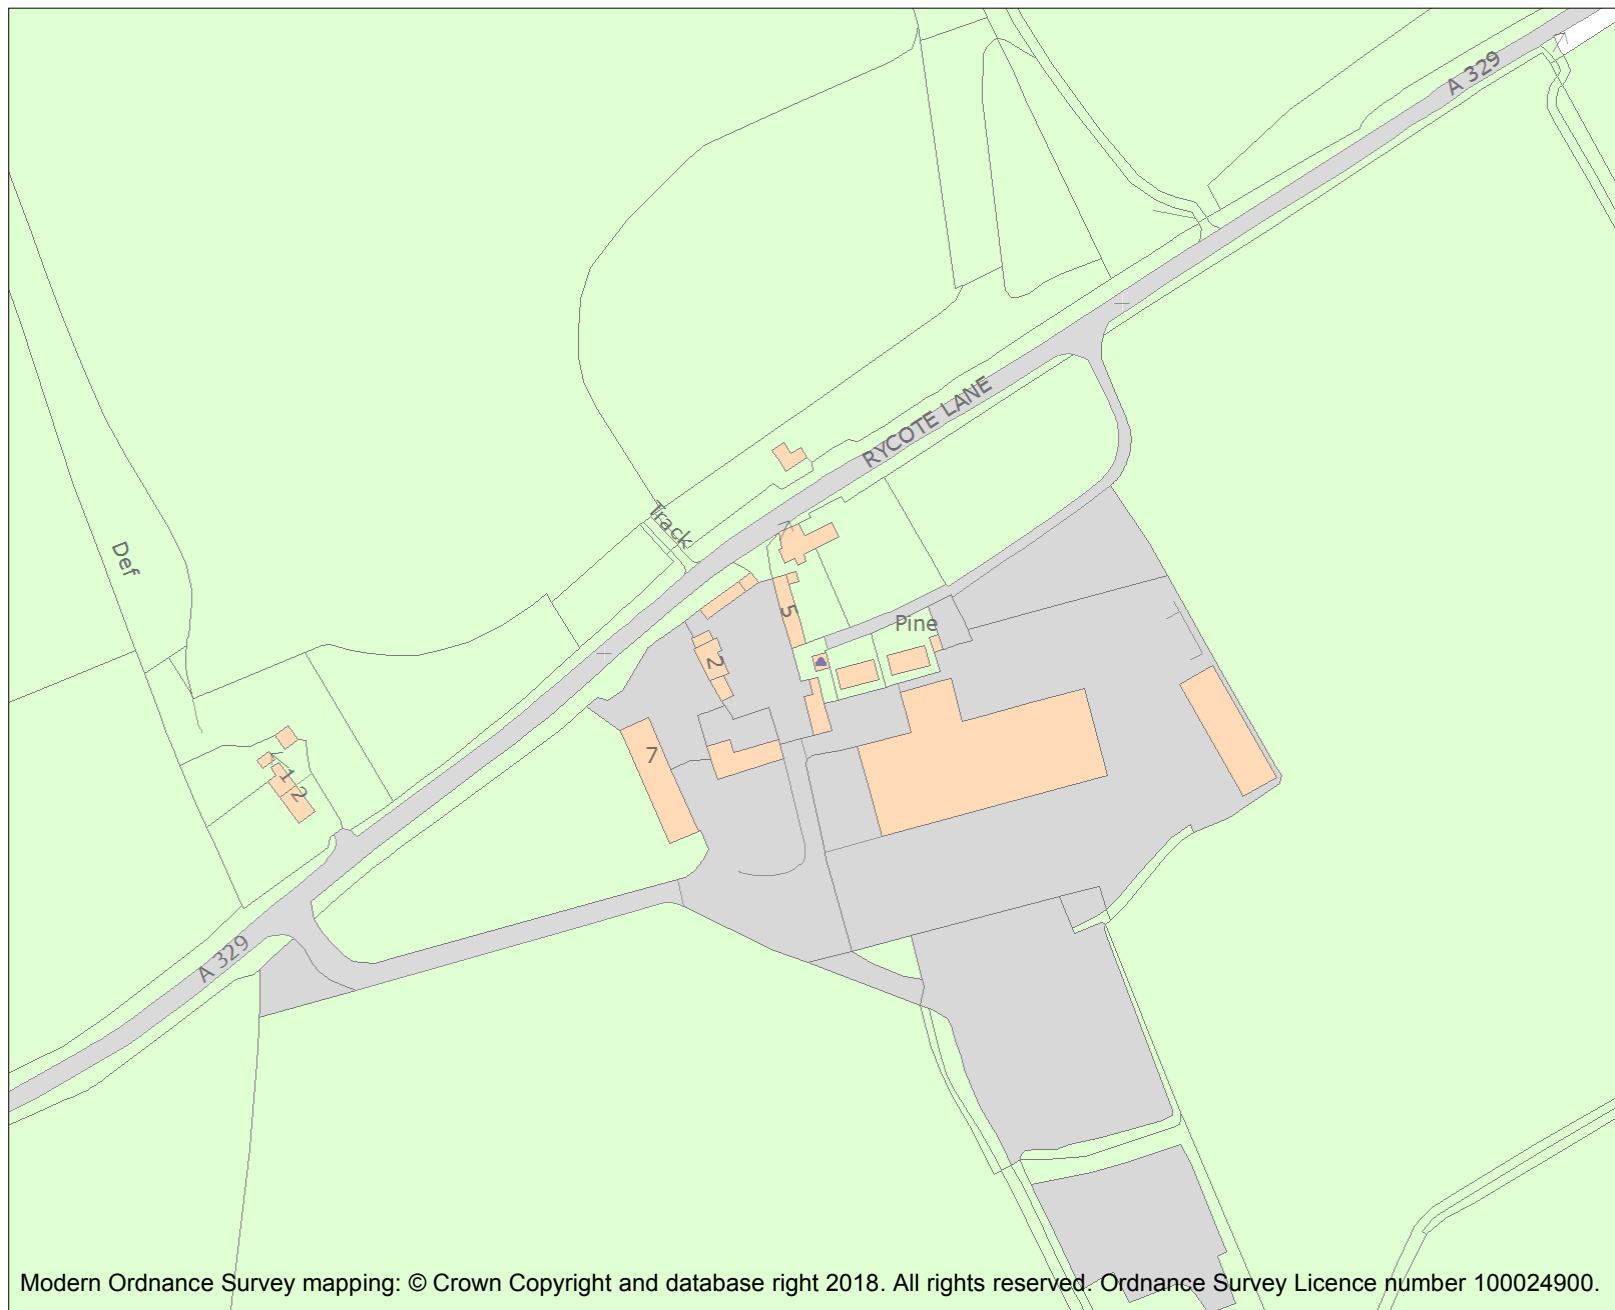 A 329
RYCOTE LANE
Track
Def
5
Pine
2
7
1
2
A 329
Modern Ordnance Survey mapping: © Crown Copyright and database right 2018. All rights reserved. Ordnance Survey Licence number 100024900.